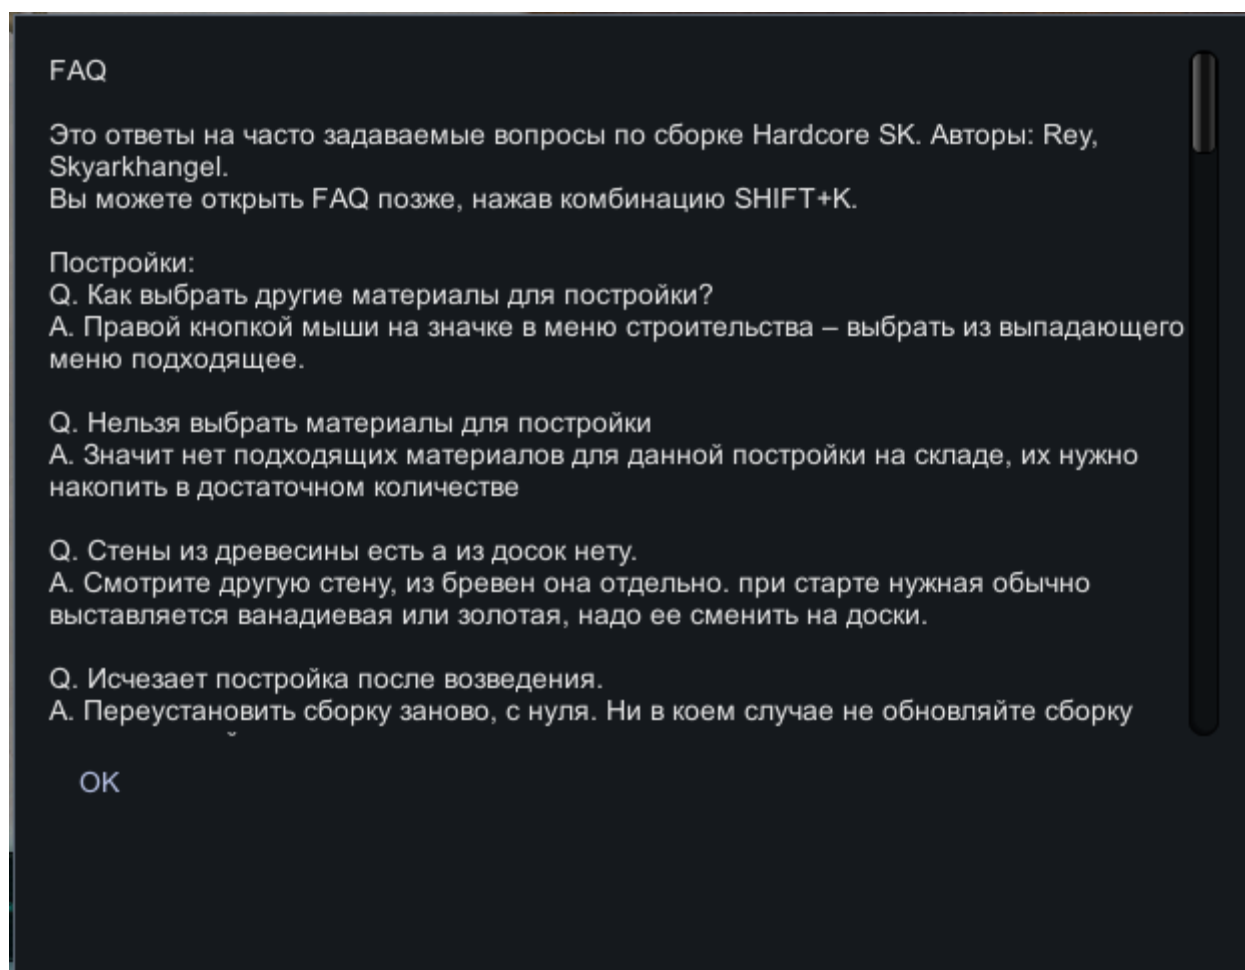 FAQ
Это ответы на часто задаваемые вопросы по сборке Hardcore SK. Авторы: Rey,
Skyarkhangel.
Вы можете открыть FAQ позже, нажав комбинацию SHIFT+K.
Постройки:
Q. Как выбрать другие материалы для постройки?
A. Правой кнопкой мыши на значке в меню строительства – выбрать из выпадающего
меню подходящее.
Q. Нельзя выбрать материалы для постройки
A. Значит нет подходящих материалов для данной постройки на складе, их нужно
накопить в достаточном количестве
Q. Стены из древесины есть а из досок нету.
A. Смотрите другую стену, из бревен она отдельно. при старте нужная обычно
выставляется ванадиевая или золотая, надо ее сменить на доски.
Q. Исчезает постройка после возведения.
A. Переустановить сборку заново, с нуля. Ни в коем случае не обновляйте сборку
OK